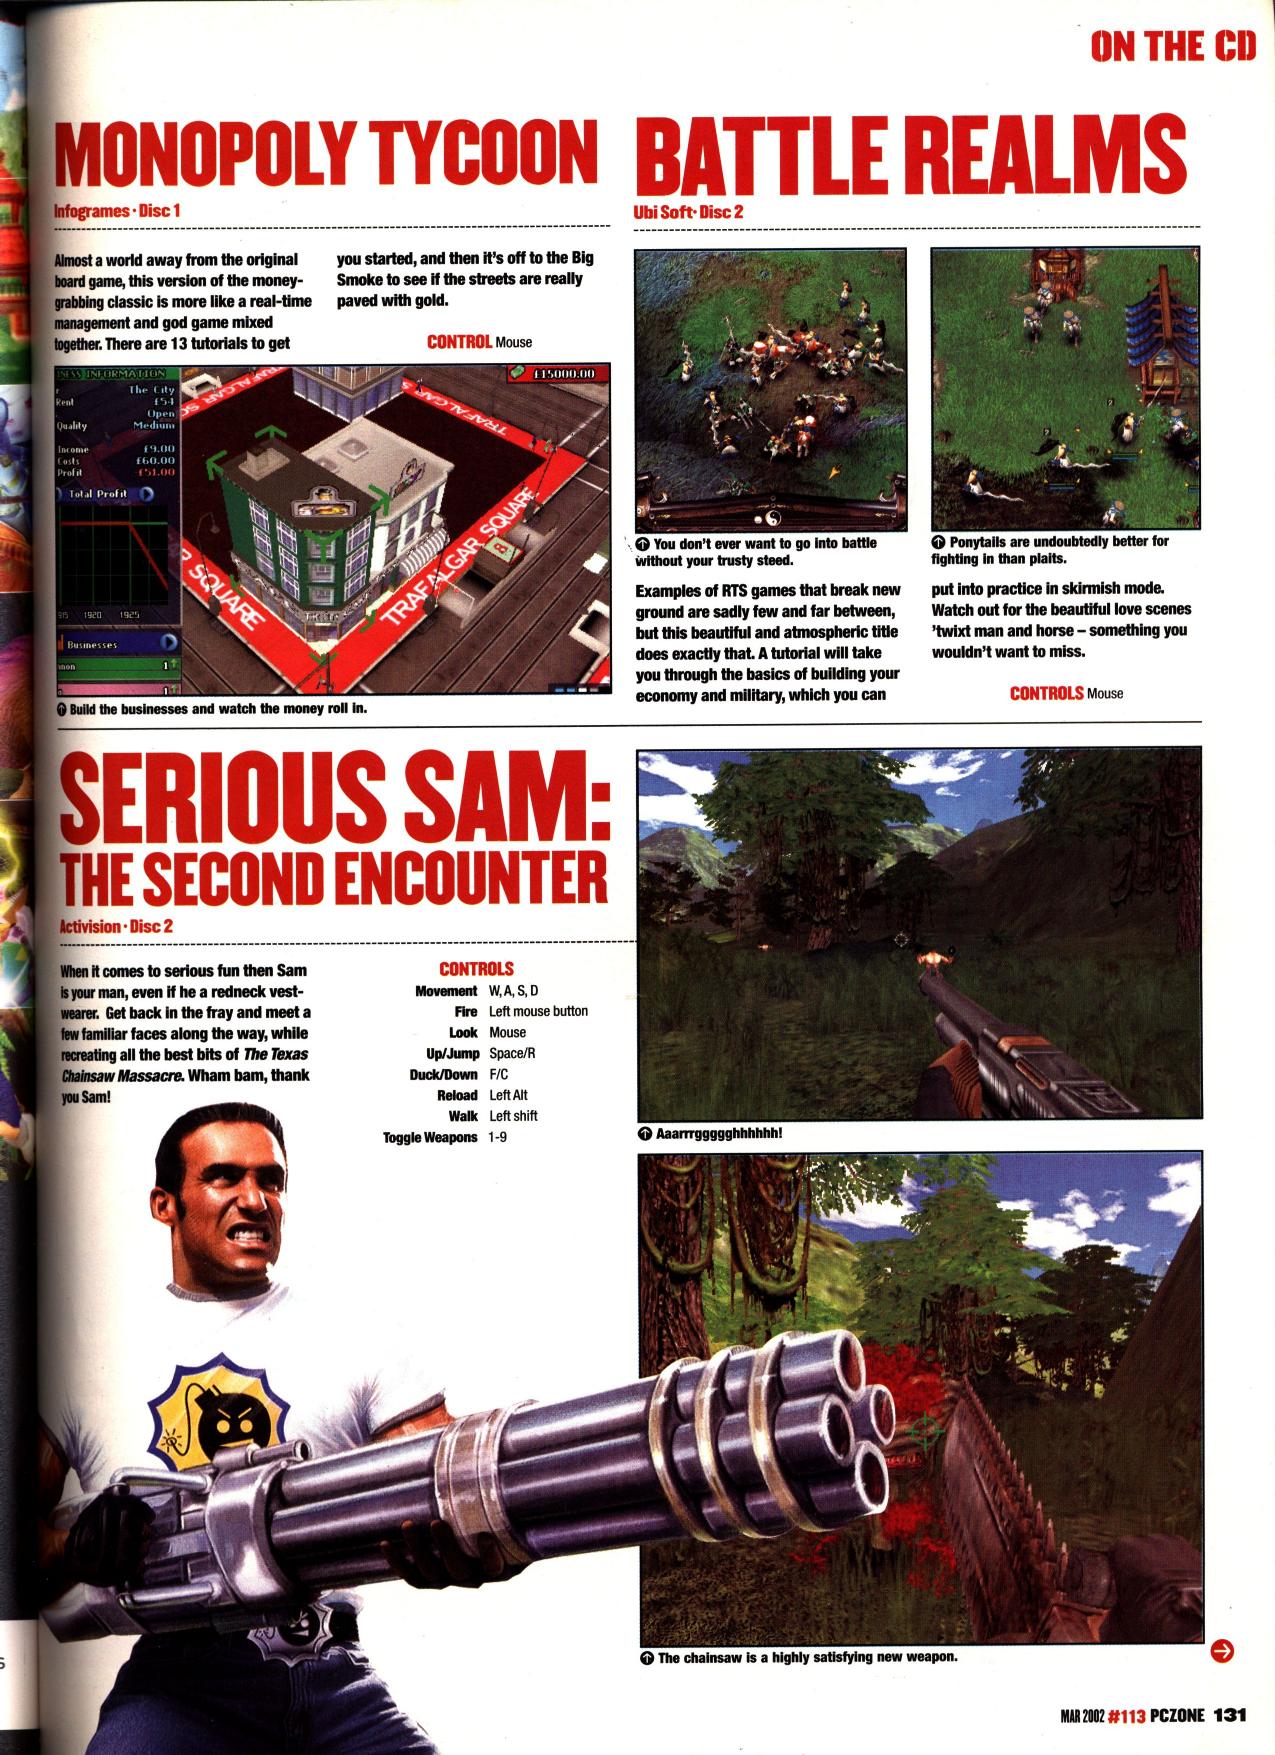 ON THE CD
MONOPOLY TYCOON
Infogrames · Disc 1
Almost a world away from the original
board game, this version of the money-
grabbing classic is more like a real-time
management and god game mixed
together. There are 13 tutorials to get
you started, and then it's off to the Big
Smoke to see if the streets are really
paved with gold.
CONTROL Mouse
NESS INFORMATION
The City
Rent £54
Open
Quality Medium
Income £9.00
Costs £60.00
Profit -£51.00
Total Profit
1920 1925
Businesses
1
1
£15000.00
TRAFALGAR SQUARE
TRAFALGAR
SQUARE
TRAFALGAR SQUARE
8
Build the businesses and watch the money roll in.
BATTLE REALMS
Ubi Soft · Disc 2
You don't ever want to go into battle
without your trusty steed.
Ponytails are undoubtedly better for
fighting in than plaits.
Examples of RTS games that break new
ground are sadly few and far between,
but this beautiful and atmospheric title
does exactly that. A tutorial will take
you through the basics of building your
economy and military, which you can
put into practice in skirmish mode.
Watch out for the beautiful love scenes
'twixt man and horse – something you
wouldn't want to miss.
CONTROLS Mouse
SERIOUS SAM:
THE SECOND ENCOUNTER
Activision · Disc 2
When it comes to serious fun then Sam
is your man, even if he a redneck vest-
wearer. Get back in the fray and meet a
few familiar faces along the way, while
recreating all the best bits of The Texas
Chainsaw Massacre. Wham bam, thank
you Sam!
CONTROLS
Movement W, A, S, D
Fire Left mouse button
Look Mouse
Up/Jump Space/R
Duck/Down F/C
Reload Left Alt
Walk Left shift
Toggle Weapons 1-9
Aaarrrggggghhhhhh!
The chainsaw is a highly satisfying new weapon.
MAR 2002 #113 PCZONE 131